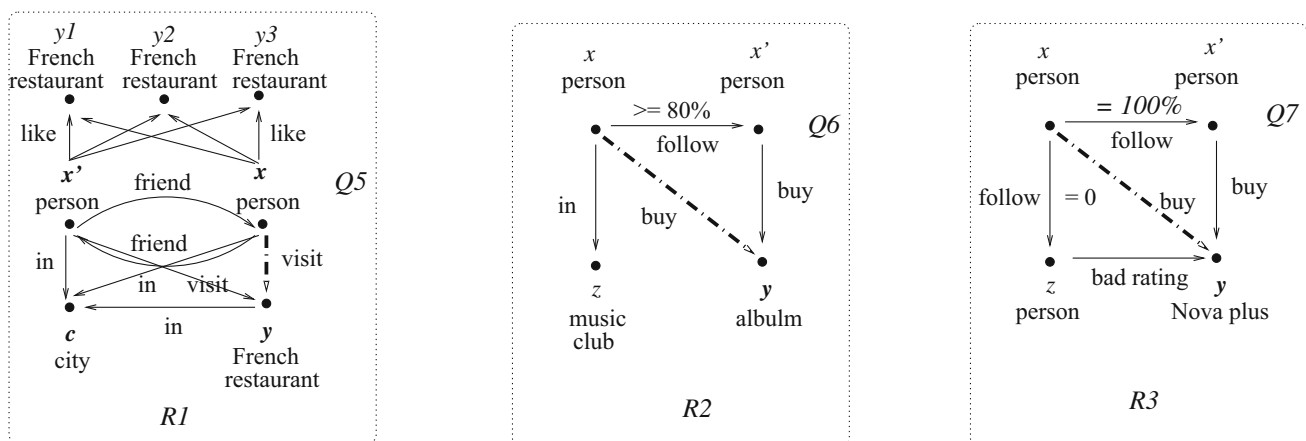 y1 y2 y3
French French French
restaurant restaurant restaurant
like like
x' x
Q5
friend
person person
friend
in visit
in visit
in
c y
city French
restaurant
R1
x x'
person person
>= 80%
Q6
follow
in buy
buy
z y
music albulm
club
R2
x x'
person person
= 100%
Q7
follow
follow = 0 buy
buy
bad rating
z y
person Nova plus
R3